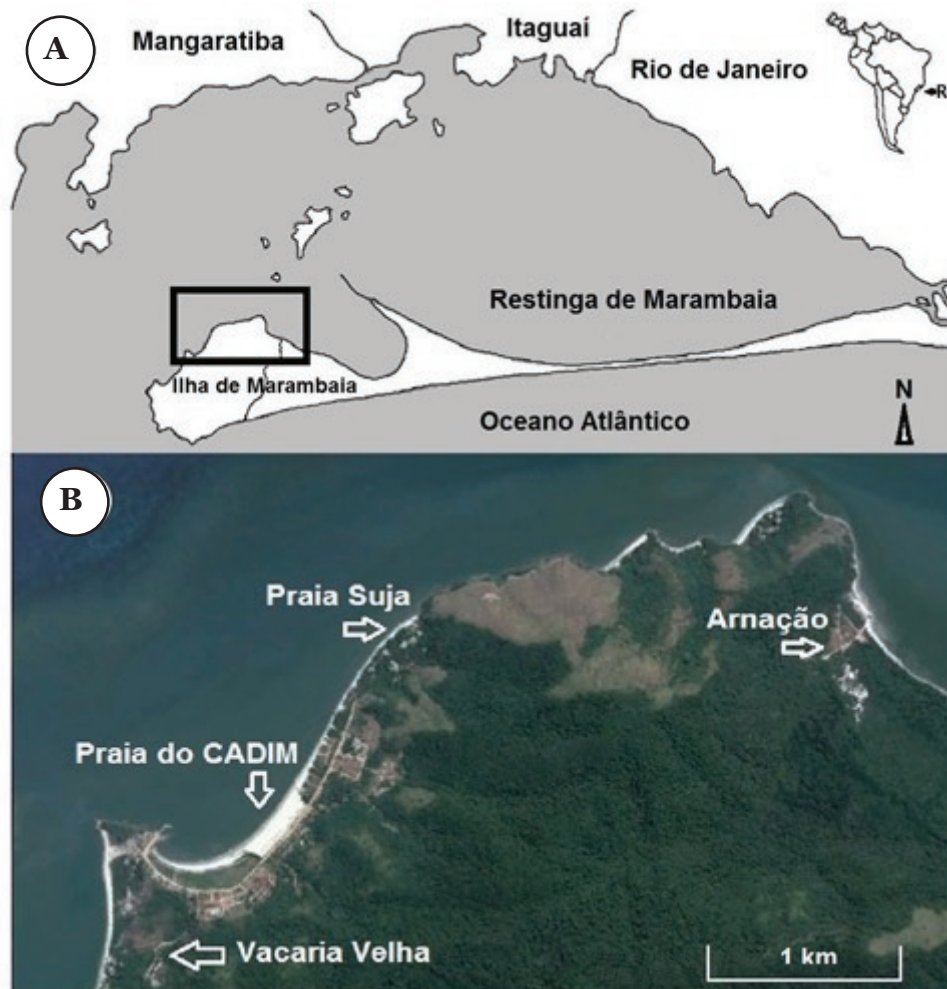 A
Mangaratiba
Itaguaí
Rio de Janeiro
R
Restinga de Marambaia
Ilha de Marambaia
Oceano Atlântico
N
B
Praia Suja
Arnação
Praia do CADIM
Vacaria Velha
1 km